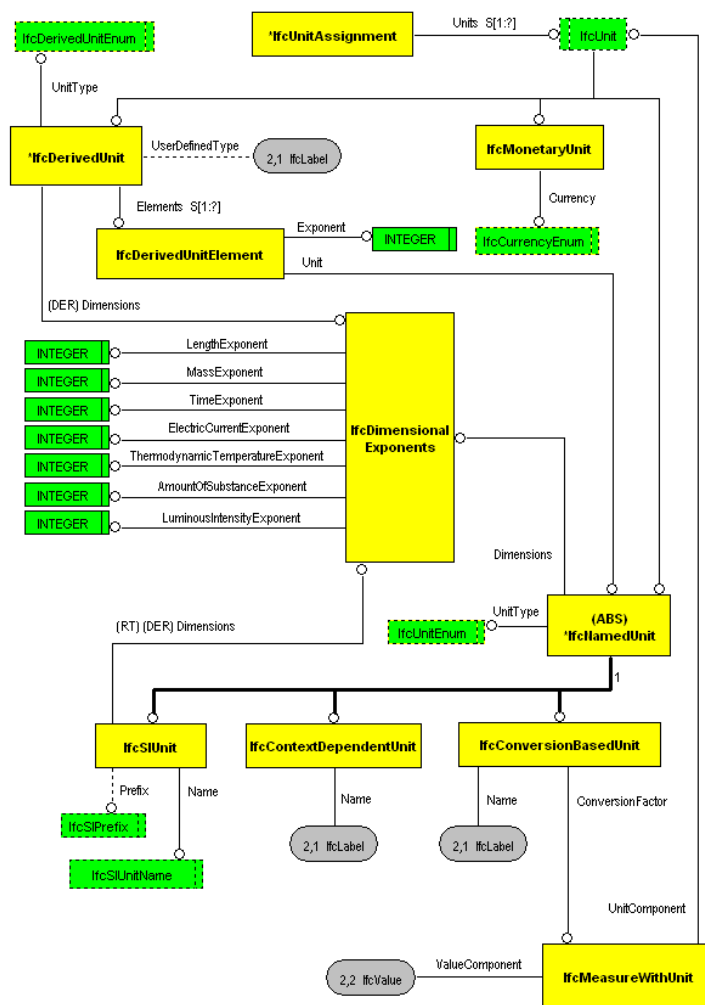 IfcDerivedUnitEnum
*IfcUnitAssignment
Units S[1:?]
IfcUnit
UnitType
*IfcDerivedUnit
UserDefinedType
2,1 IfcLabel
IfcMonetaryUnit
Elements S[1:?]
Currency
IfcDerivedUnitElement
Exponent
INTEGER
IfcCurrencyEnum
Unit
(DER) Dimensions
INTEGER
LengthExponent
INTEGER
MassExponent
INTEGER
TimeExponent
INTEGER
ElectricCurrentExponent
IfcDimensional
Exponents
INTEGER
ThermodynamicTemperatureExponent
INTEGER
AmountOfSubstanceExponent
INTEGER
LuminousIntensityExponent
Dimensions
(RT) (DER) Dimensions
IfcUnitEnum
UnitType
(ABS)
*IfcNamedUnit
1
IfcSIUnit
IfcContextDependentUnit
IfcConversionBasedUnit
Prefix
Name
Name
Name
ConversionFactor
IfcSIPrefix
2,1 IfcLabel
2,1 IfcLabel
IfcSIUnitName
UnitComponent
2,2 IfcValue
ValueComponent
IfcMeasureWithUnit